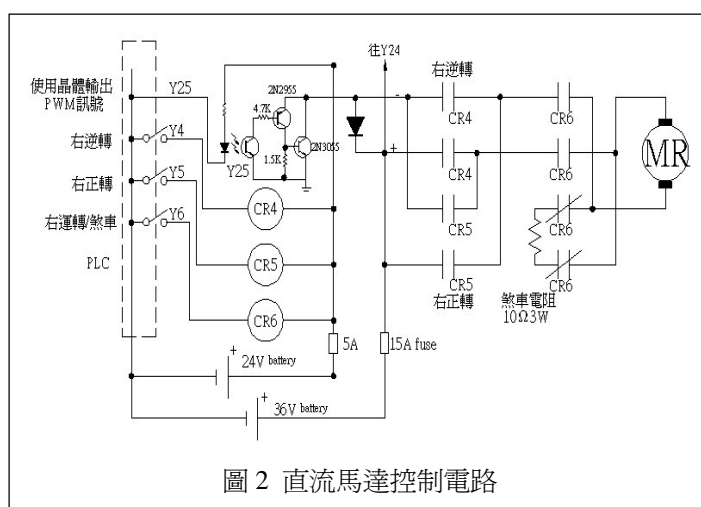 往Y24
右逆轉
使用晶體輸出
PWM訊號
Y25
4.7K
2N2955
2N3055
1.5K
Y25
-
+
CR4
CR6
右逆轉
Y4
CR4
CR4
CR6
MR
右正轉
Y5
CR5
CR5
CR6
右運轉/煞車
Y6
CR6
CR5
右正轉
CR6
煞車電阻
10Ω3W
PLC
5A
15A fuse
+
24V battery
+
36V battery
圖 2 直流馬達控制電路